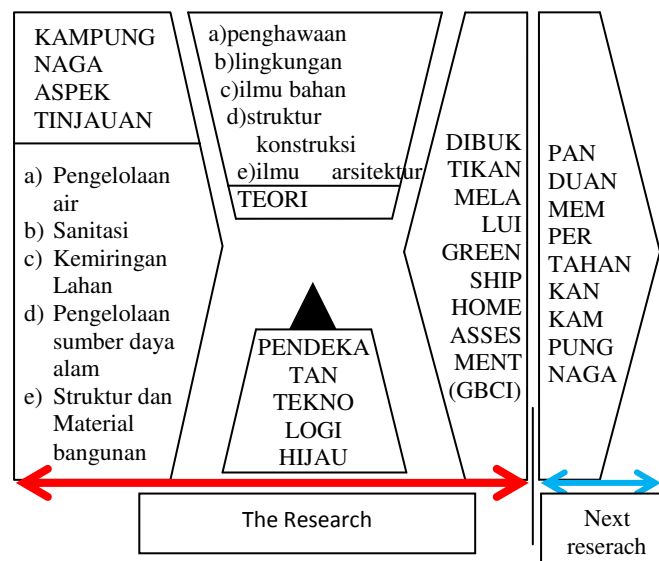 KAMPUNG
NAGA
ASPEK
TINJAUAN
a) Pengelolaan
air
b) Sanitasi
c) Kemiringan
Lahan
d) Pengelolaan
sumber daya
alam
e) Struktur dan
Material
bangunan
a)penghawaan
b)lingkungan
c)ilmu bahan
d)struktur
konstruksi
e)ilmu arsitektur
TEORI
PENDEKA
TAN
TEKNO
LOGI
HIJAU
DIBUK
TIKAN
MELA
LUI
GREEN
SHIP
HOME
ASSES
MENT
(GBCI)
PAN
DUAN
MEM
PER
TAHAN
KAN
KAM
PUNG
NAGA
The Research
Next
reserach